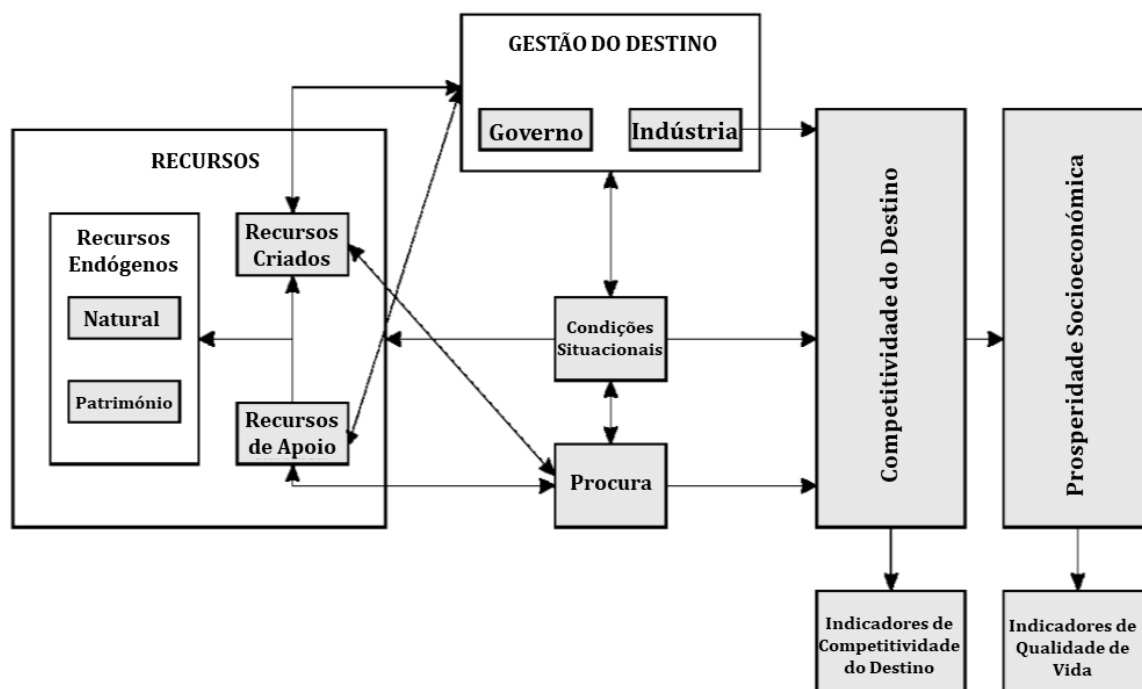 GESTÃO DO DESTINO
Governo
Indústria
RECURSOS
Recursos
Endógenos
Natural
Património
Recursos
Criados
Recursos
de Apoio
Condições
Situacionais
Procura
Competitividade do Destino
Prosperidade Socioeconómica
Indicadores de
Competitividade
do Destino
Indicadores de
Qualidade de
Vida